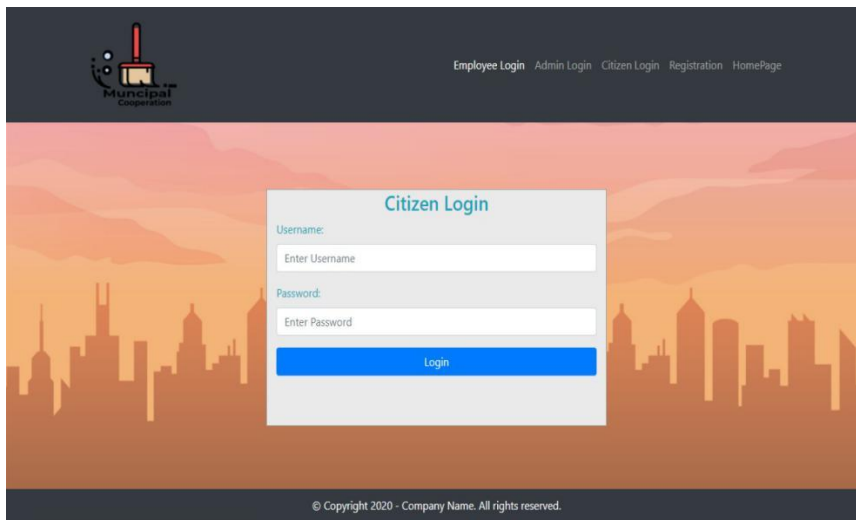 Muncipal
Cooperation
Employee Login Admin Login Citizen Login Registration HomePage
Citizen Login
Username:
Enter Username
Password:
Enter Password
Login
© Copyright 2020 - Company Name. All rights reserved.